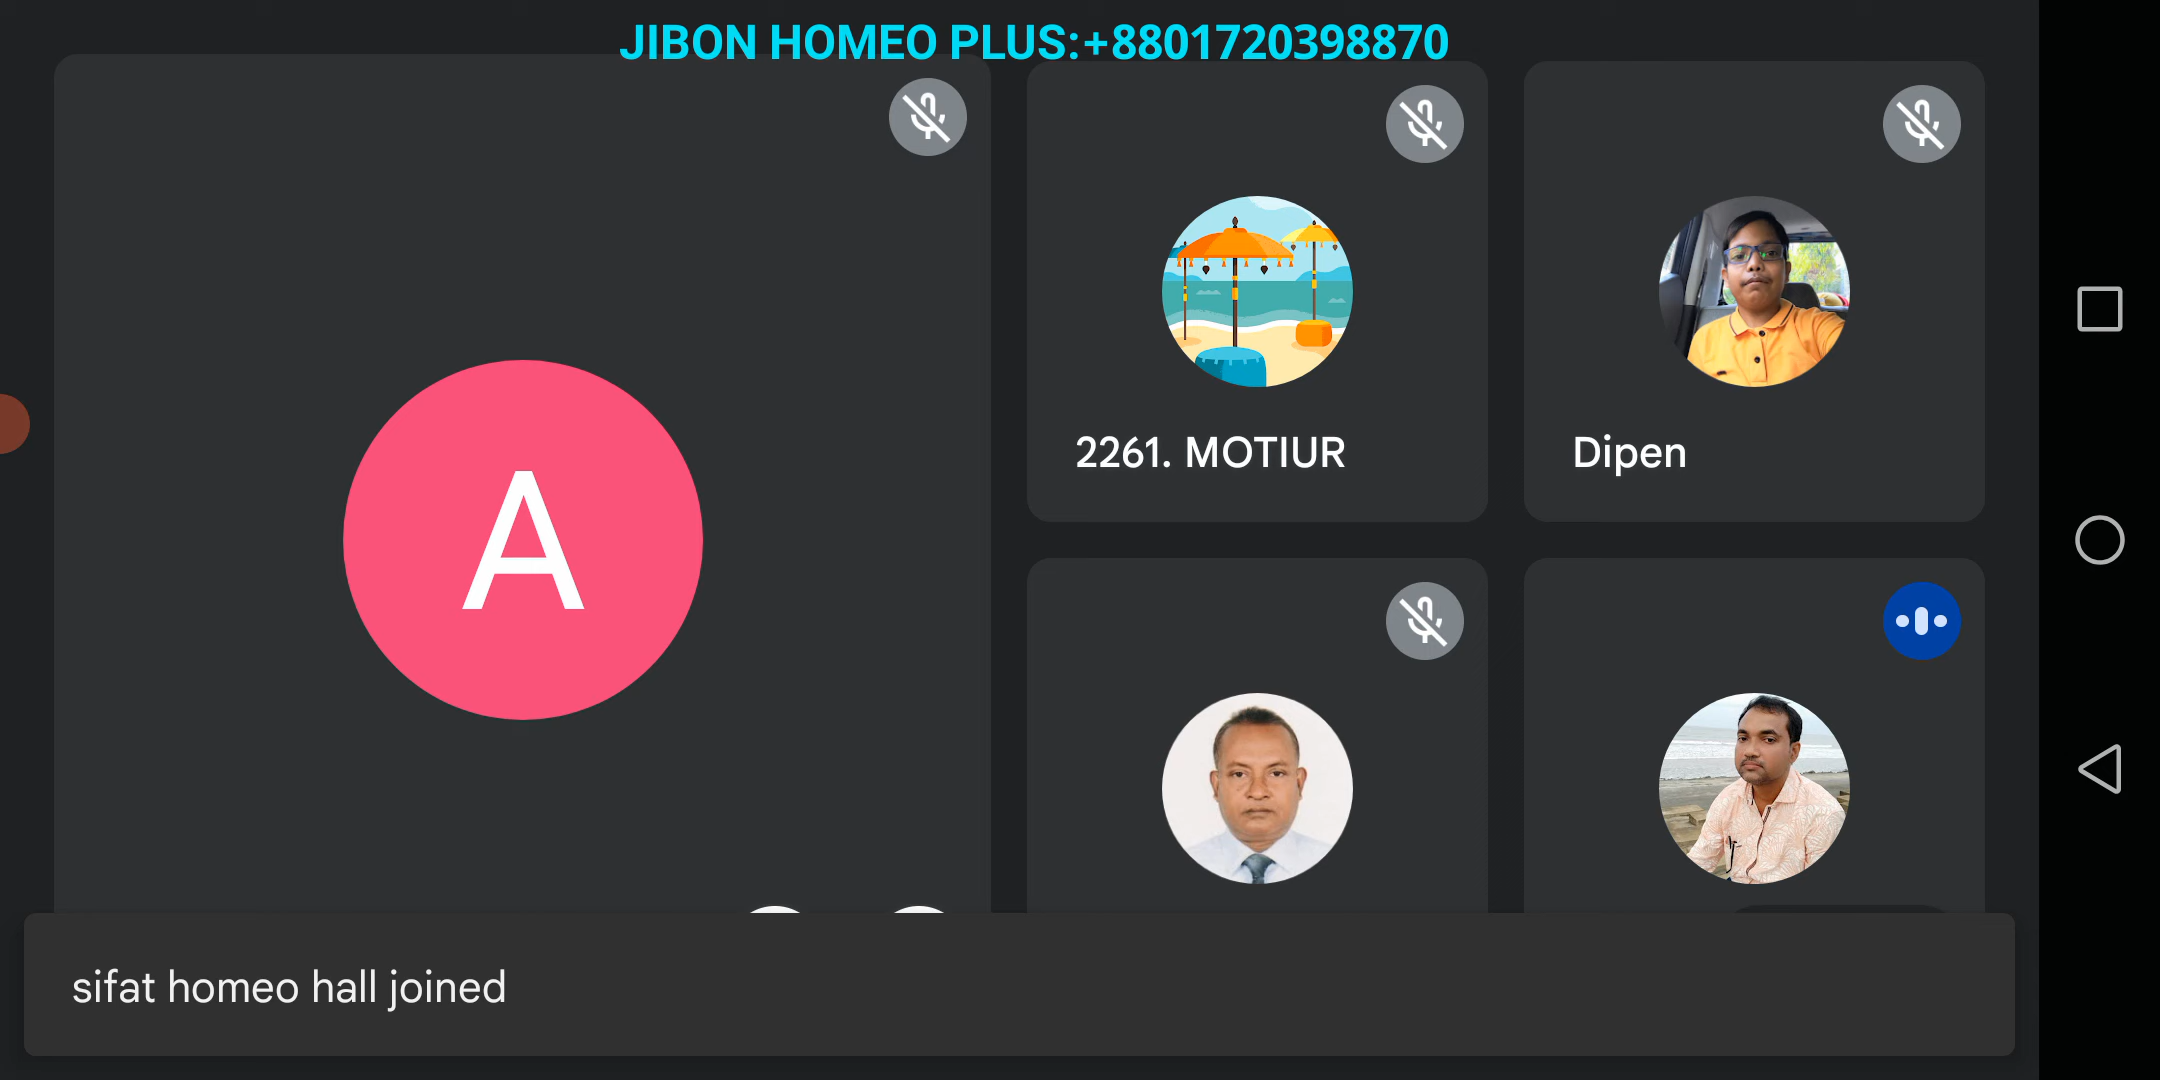 JIBON HOMEO PLUS:+8801720398870
A
2261. MOTIUR
Dipen
sifat homeo hall joined